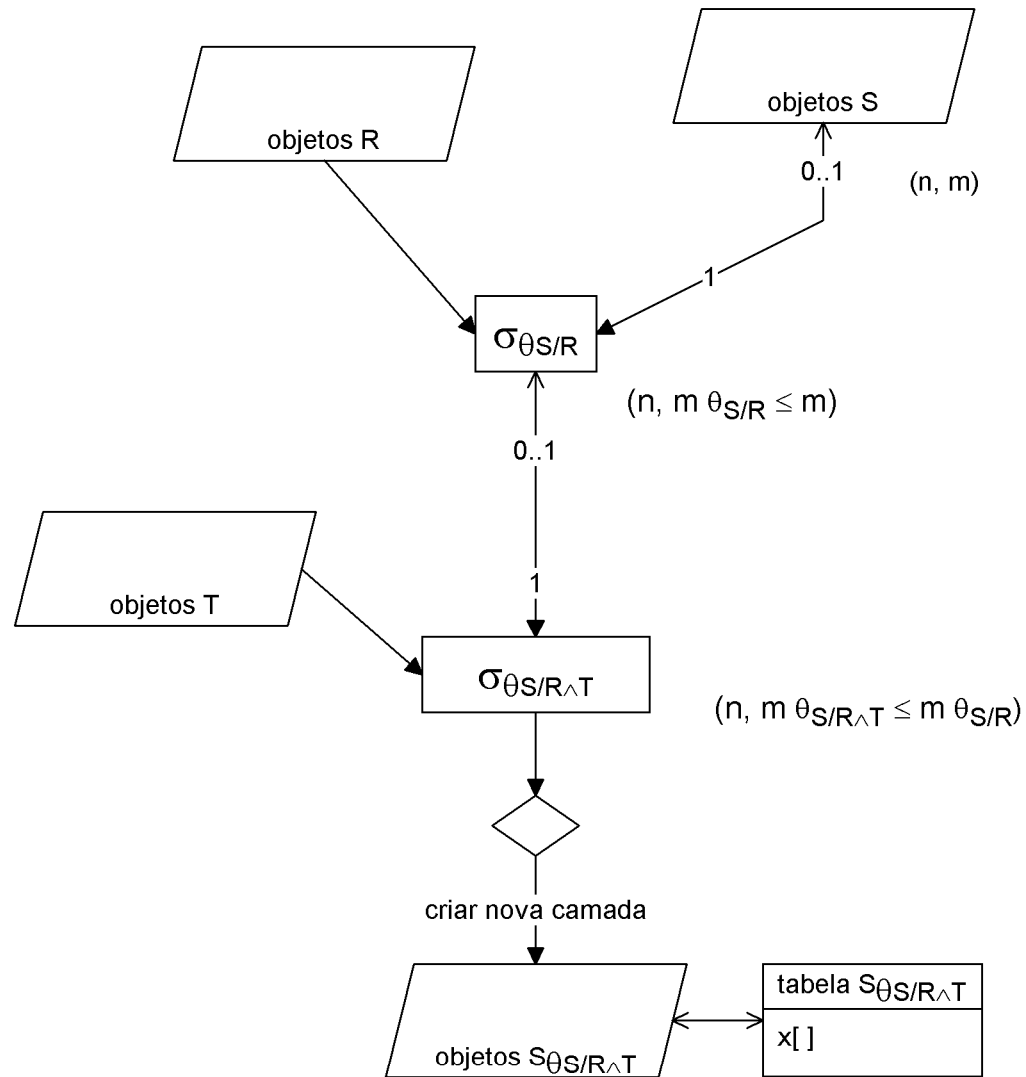 objetos S
objetos R
0..1
(n, m)
1
σθS/R
(n, m θS/R ≤ m)
0..1
1
objetos T
σθS/R∧T
(n, m θS/R∧T ≤ m θS/R)
criar nova camada
tabela SθS/R∧T
x[ ]
objetos SθS/R∧T